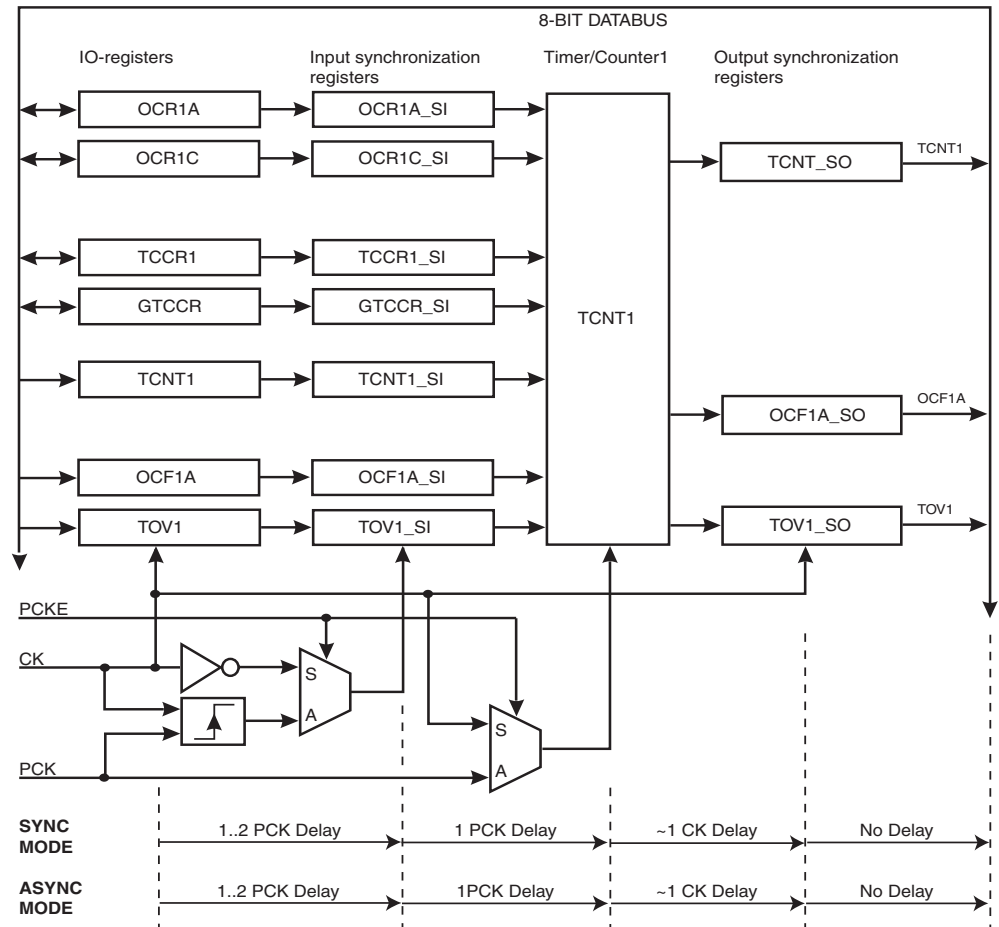 8-BIT DATABUS
IO-registers
Input synchronization
registers
Timer/Counter1
Output synchronization
registers
OCR1A
OCR1A_SI
OCR1C
OCR1C_SI
TCNT_SO
TCNT1
TCCR1
TCCR1_SI
GTCCR
GTCCR_SI
TCNT1
TCNT1
TCNT1_SI
OCF1A_SO
OCF1A
OCF1A
OCF1A_SI
TOV1
TOV1_SI
TOV1_SO
TOV1
PCKE
CK
S
A
S
A
PCK
SYNC
MODE
1..2 PCK Delay
1 PCK Delay
~1 CK Delay
No Delay
ASYNC
MODE
1..2 PCK Delay
1PCK Delay
~1 CK Delay
No Delay